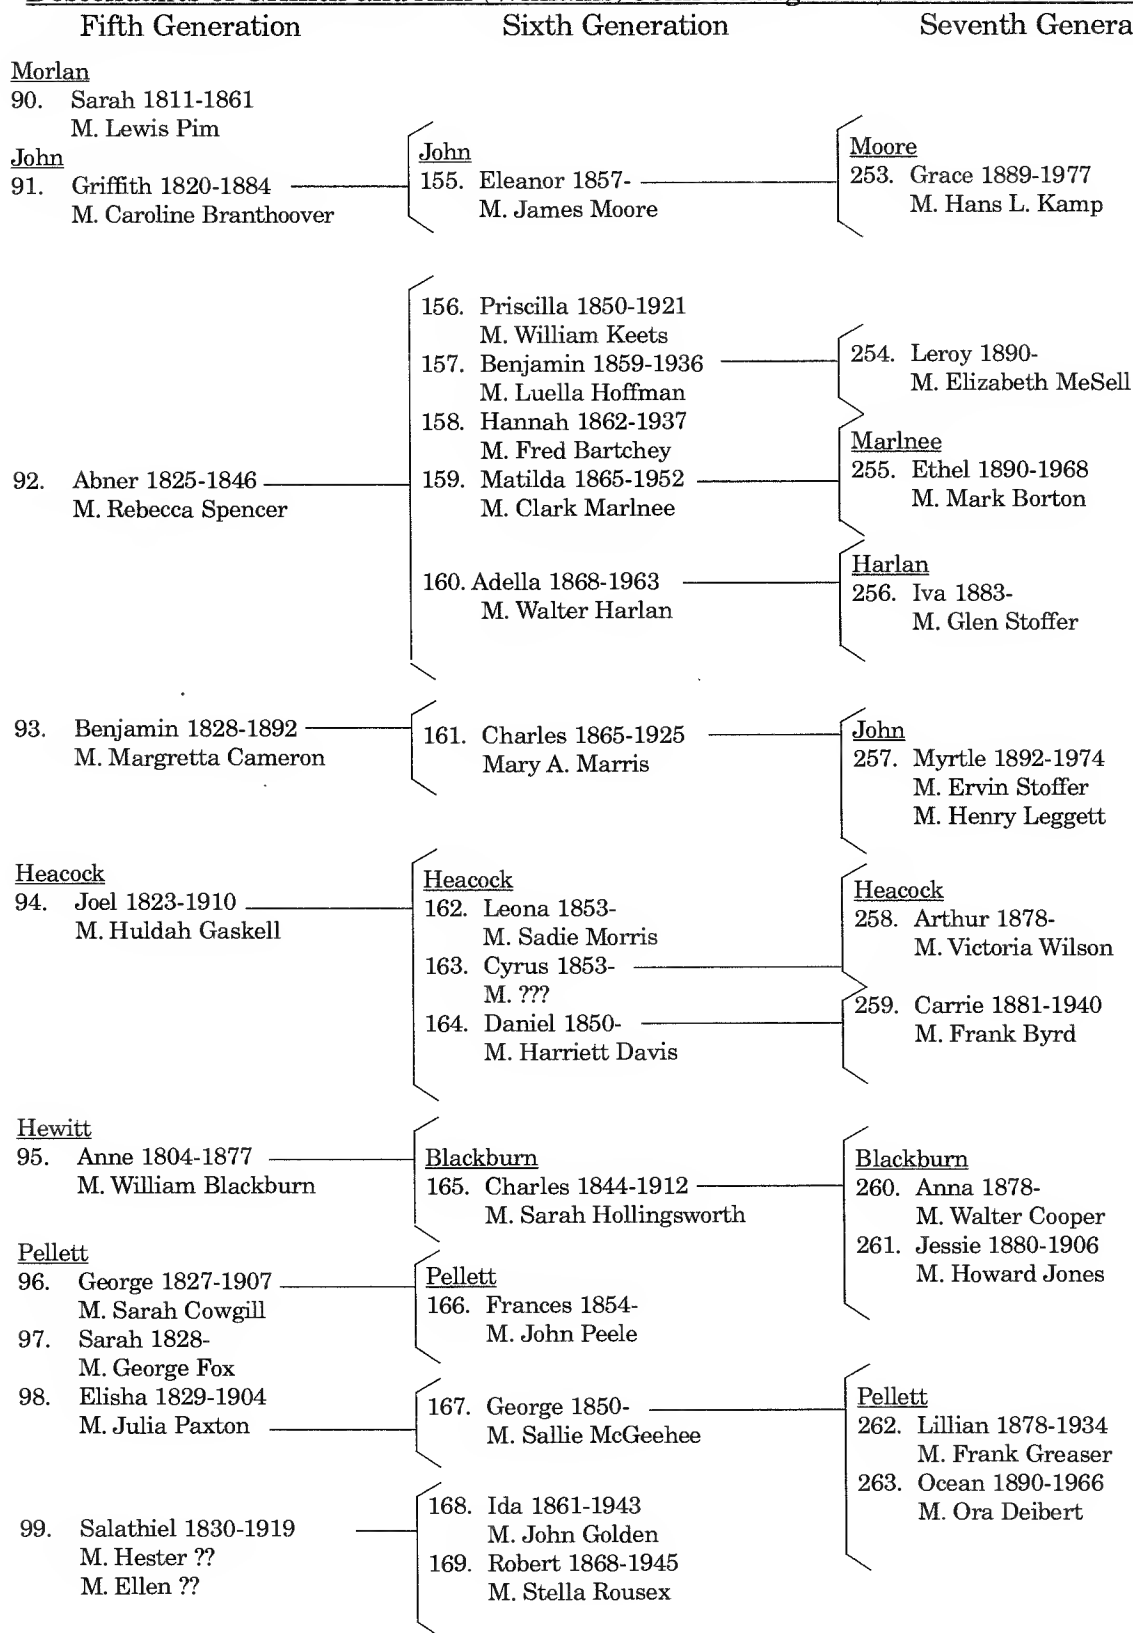 Fifth Generation
Sixth Generation
Seventh Genera
Morlan
90. Sarah 1811-1861
M. Lewis Pim
John
91. Griffith 1820-1884
M. Caroline Branthoover
92. Abner 1825-1846
M. Rebecca Spencer
93. Benjamin 1828-1892
M. Margretta Cameron
Heacock
94. Joel 1823-1910
M. Huldah Gaskell
Hewitt
95. Anne 1804-1877
M. William Blackburn
Pellett
96. George 1827-1907
M. Sarah Cowgill
97. Sarah 1828-
M. George Fox
98. Elisha 1829-1904
M. Julia Paxton
99. Salathiel 1830-1919
M. Hester ??
M. Ellen ??
John
155. Eleanor 1857-
M. James Moore
156. Priscilla 1850-1921
M. William Keets
157. Benjamin 1859-1936
M. Luella Hoffman
158. Hannah 1862-1937
M. Fred Bartchey
159. Matilda 1865-1952
M. Clark Marlnee
160. Adella 1868-1963
M. Walter Harlan
161. Charles 1865-1925
Mary A. Marris
Heacock
162. Leona 1853-
M. Sadie Morris
163. Cyrus 1853-
M. ???
164. Daniel 1850-
M. Harriett Davis
Blackburn
165. Charles 1844-1912
M. Sarah Hollingsworth
Pellett
166. Frances 1854-
M. John Peele
167. George 1850-
M. Sallie McGeehee
168. Ida 1861-1943
M. John Golden
169. Robert 1868-1945
M. Stella Rousex
Moore
253. Grace 1889-1977
M. Hans L. Kamp
254. Leroy 1890-
M. Elizabeth MeSell
Marlnee
255. Ethel 1890-1968
M. Mark Borton
Harlan
256. Iva 1883-
M. Glen Stoffer
John
257. Myrtle 1892-1974
M. Ervin Stoffer
M. Henry Leggett
Heacock
258. Arthur 1878-
M. Victoria Wilson
259. Carrie 1881-1940
M. Frank Byrd
Blackburn
260. Anna 1878-
M. Walter Cooper
261. Jessie 1880-1906
M. Howard Jones
Pellett
262. Lillian 1878-1934
M. Frank Greaser
263. Ocean 1890-1966
M. Ora Deibert